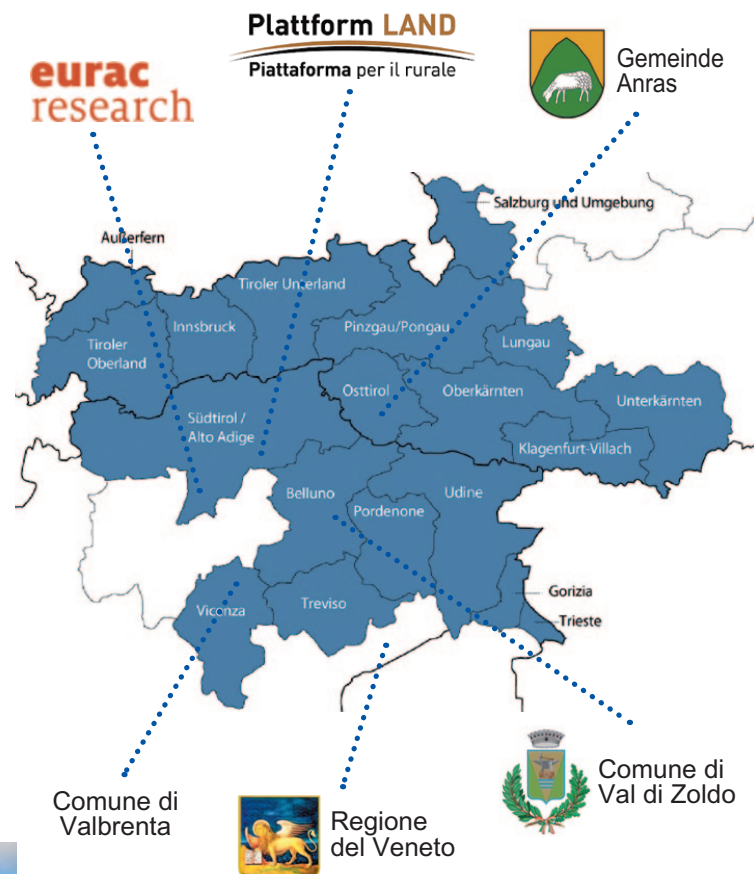 Plattform LAND
Piattaforma per il rurale
eurac
research
Gemeinde
Anras
Salzburg und Umgebung
Außerfern
Tiroler Unterland
Innsbruck
Pinzgau/Pongau
Tiroler
Oberland
Lungau
Osttirol
Oberkärnten
Unterkärnten
Südtirol /
Alto Adige
Klagenfurt-Villach
Belluno
Udine
Pordenone
Gorizia
Vicenza
Treviso
Trieste
Comune di
Val di Zoldo
Comune di
Valbrenta
Regione
del Veneto